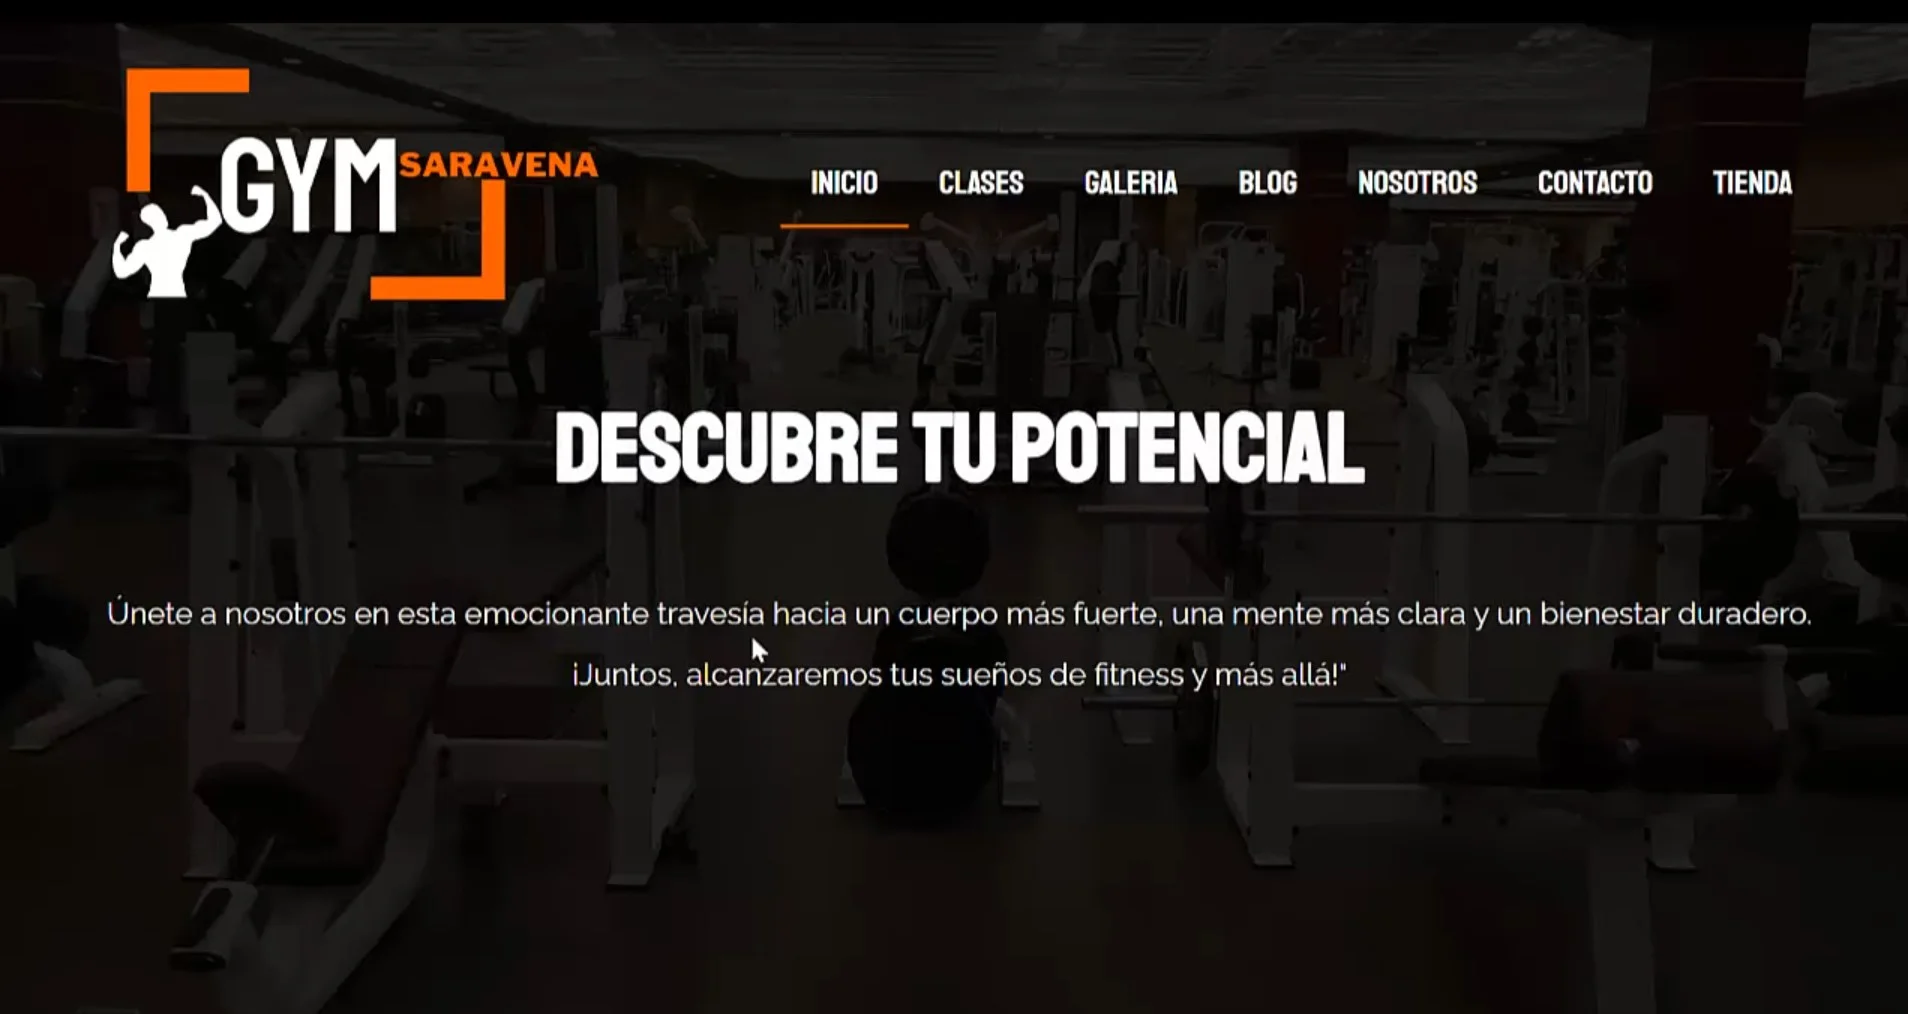 GYM SARAVENA
INICIO CLASES GALERIA BLOG NOSOTROS CONTACTO TIENDA
DESCUBRE TU POTENCIAL
Únete a nosotros en esta emocionante travesía hacia un cuerpo más fuerte, una mente más clara y un bienestar duradero.
¡Juntos, alcanzaremos tus sueños de fitness y más allá!"